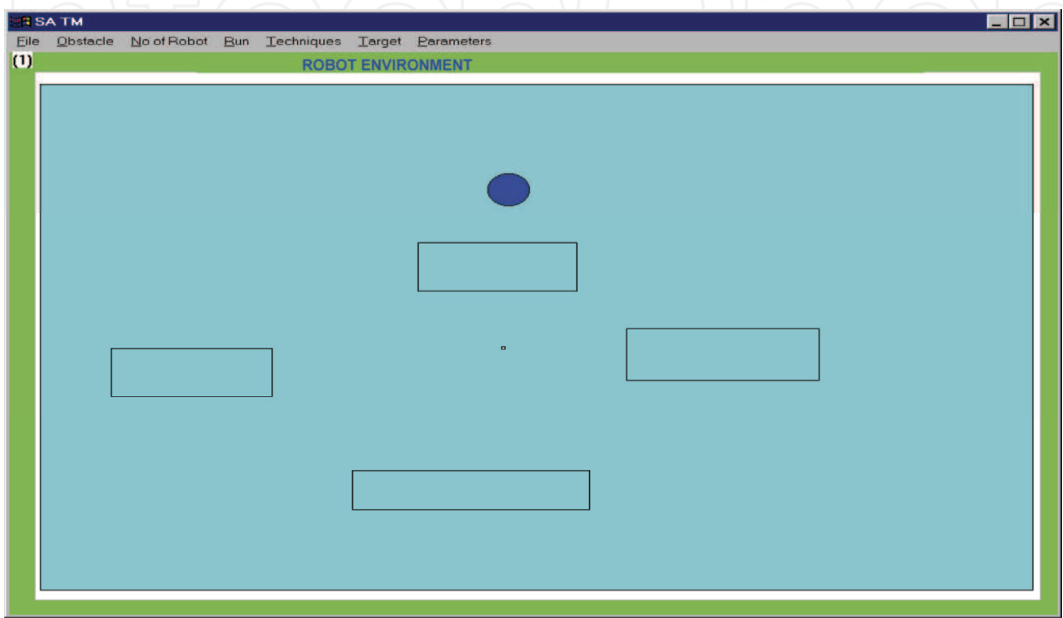 SA TM
File Obstacle No of Robot Run Techniques Target Parameters
(1)
ROBOT ENVIRONMENT